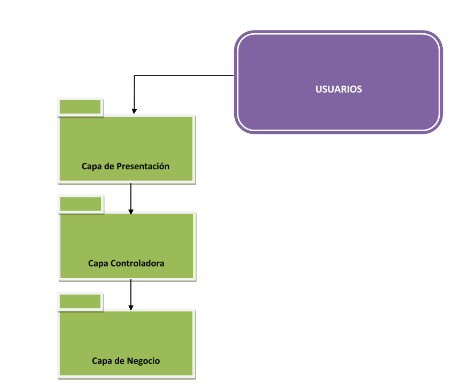 USUARIOS
Capa de Presentación
Capa Controladora
Capa de Negocio